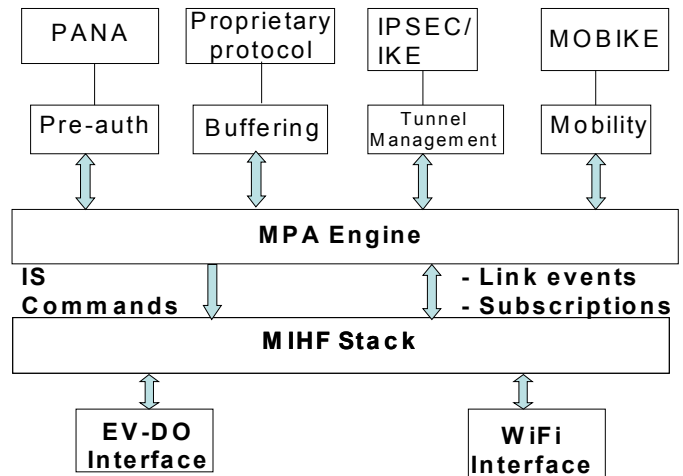 PANA
Proprietary
protocol
IPSEC/
IKE
MOBIKE
Pre-auth
Buffering
Tunnel
Management
Mobility
MPA Engine
IS
Commands
- Link events
- Subscriptions
MIHF Stack
EV-DO
Interface
WiFi
Interface